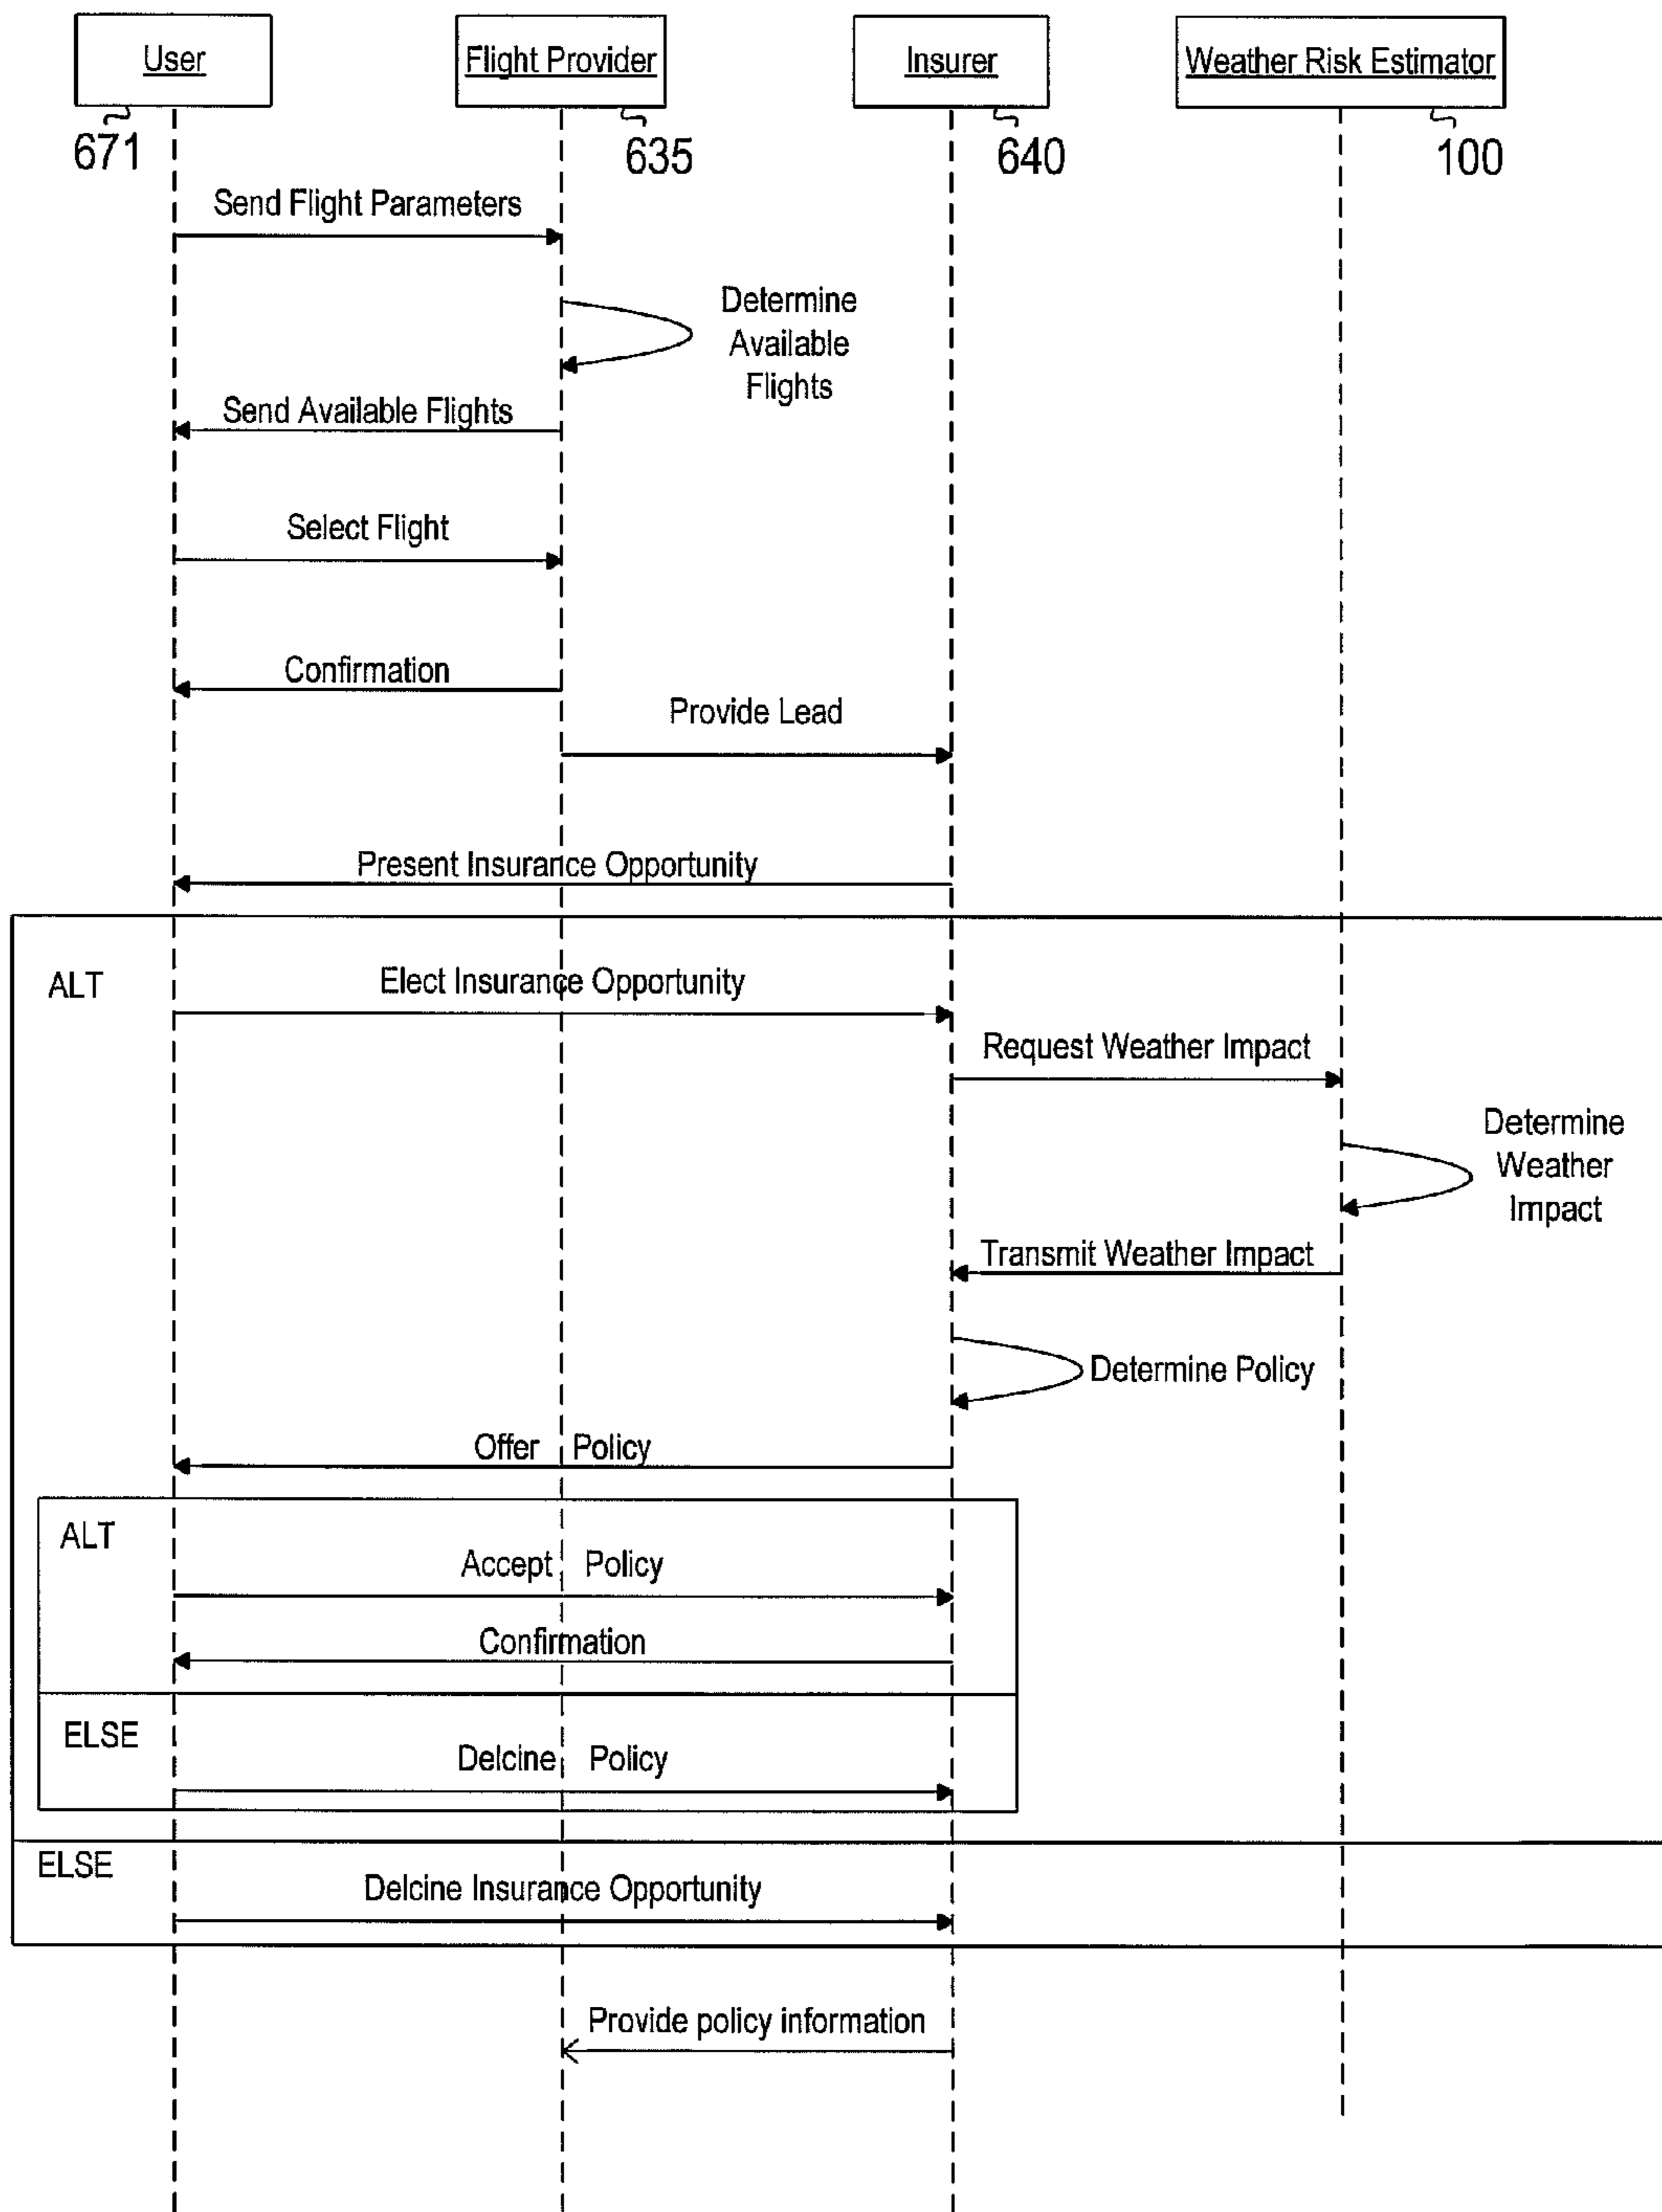 User
Flight Provider
Insurer
Weather Risk Estimator
671
635
640
100
Send Flight Parameters
Determine
Available
Flights
Send Available Flights
Select Flight
Confirmation
Provide Lead
Present Insurance Opportunity
ALT
Elect Insurance Opportunity
Request Weather Impact
Determine
Weather
Impact
Transmit Weather Impact
Determine Policy
Offer Policy
ALT
Accept Policy
Confirmation
ELSE
Delcine Policy
ELSE
Delcine Insurance Opportunity
Provide policy information